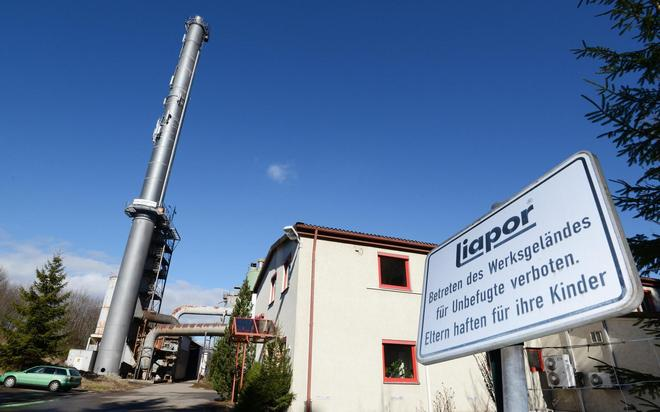 liapor®
Betreten des Werksgeländes
für Unbefugte verboten.
Eltern haften für ihre Kinder